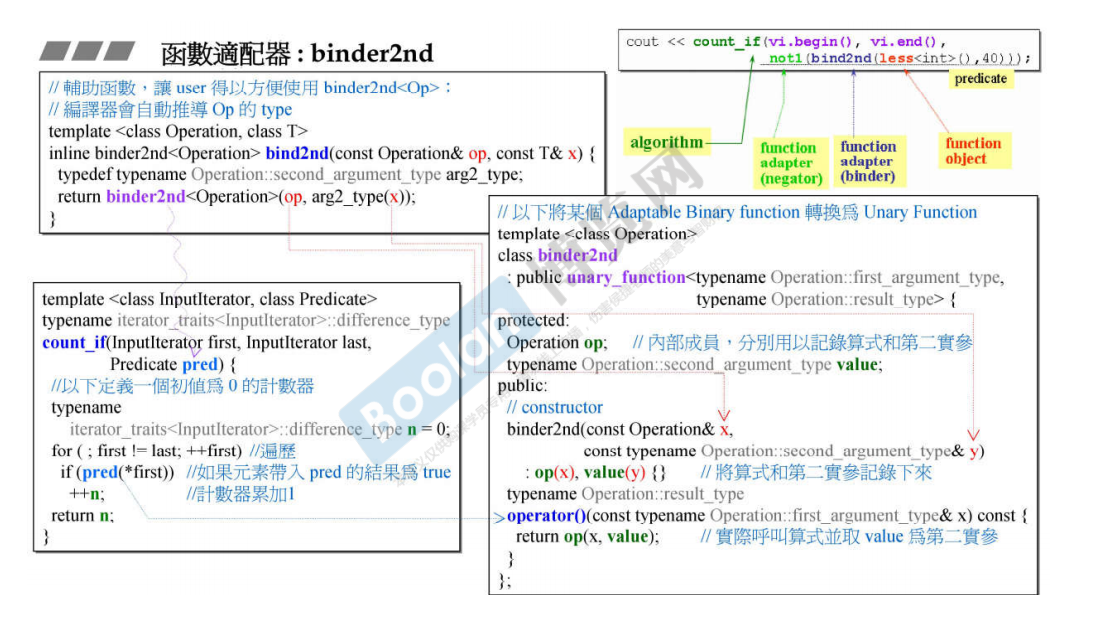 函數適配器 : binder2nd
cout << count_if(vi.begin(), vi.end(),
not1(bind2nd(less<int>(),40)));
predicate
algorithm
function
adapter
(negator)
function
adapter
(binder)
function
object
// 輔助函數，讓 user 得以方便使用 binder2nd<Op>：
// 編譯器會自動推導 Op 的 type
template <class Operation, class T>
inline binder2nd<Operation> bind2nd(const Operation& op, const T& x) {
typedef typename Operation::second_argument_type arg2_type;
return binder2nd<Operation>(op, arg2_type(x));
}
template <class InputIterator, class Predicate>
typename iterator_traits<InputIterator>::difference_type
count_if(InputIterator first, InputIterator last,
Predicate pred) {
//以下定義一個初值爲 0 的計數器
typename
iterator_traits<InputIterator>::difference_type n = 0;
for ( ; first != last; ++first) //遍歷
if (pred(*first)) //如果元素帶入 pred 的結果爲 true
++n; //計數器累加1
return n;
}
// 以下將某個 Adaptable Binary function 轉換爲 Unary Function
template <class Operation>
class binder2nd
: public unary_function<typename Operation::first_argument_type,
typename Operation::result_type> {
protected:
Operation op; // 內部成員，分別用以記錄算式和第二實參
typename Operation::second_argument_type value;
public:
// constructor
binder2nd(const Operation& x,
const typename Operation::second_argument_type& y)
: op(x), value(y) {} // 將算式和第二實參記錄下來
typename Operation::result_type
operator()(const typename Operation::first_argument_type& x) const {
return op(x, value); // 實際呼叫算式並取 value 爲第二實參
}
};
Boolan
博览网